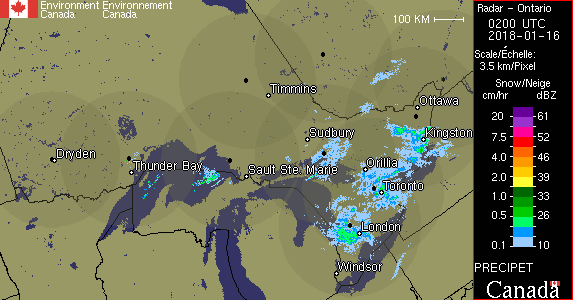 Environment Environnement
Canada Canada
100 KM
Timmins
Ottawa
Sudbury
Kingston
Dryden
Thunder Bay
Sault Ste. Marie
Orillia
Toronto
London
Windsor
Radar - Ontario
0200 UTC
2018-01-16
Scale/Échelle:
3.5 km/Pixel
Snow/Neige
cm/hr dBZ
20 61
7.5 52
4.0 46
2.0 39
1.0 33
0.5 26
0.1 10
PRECIPET
Canada